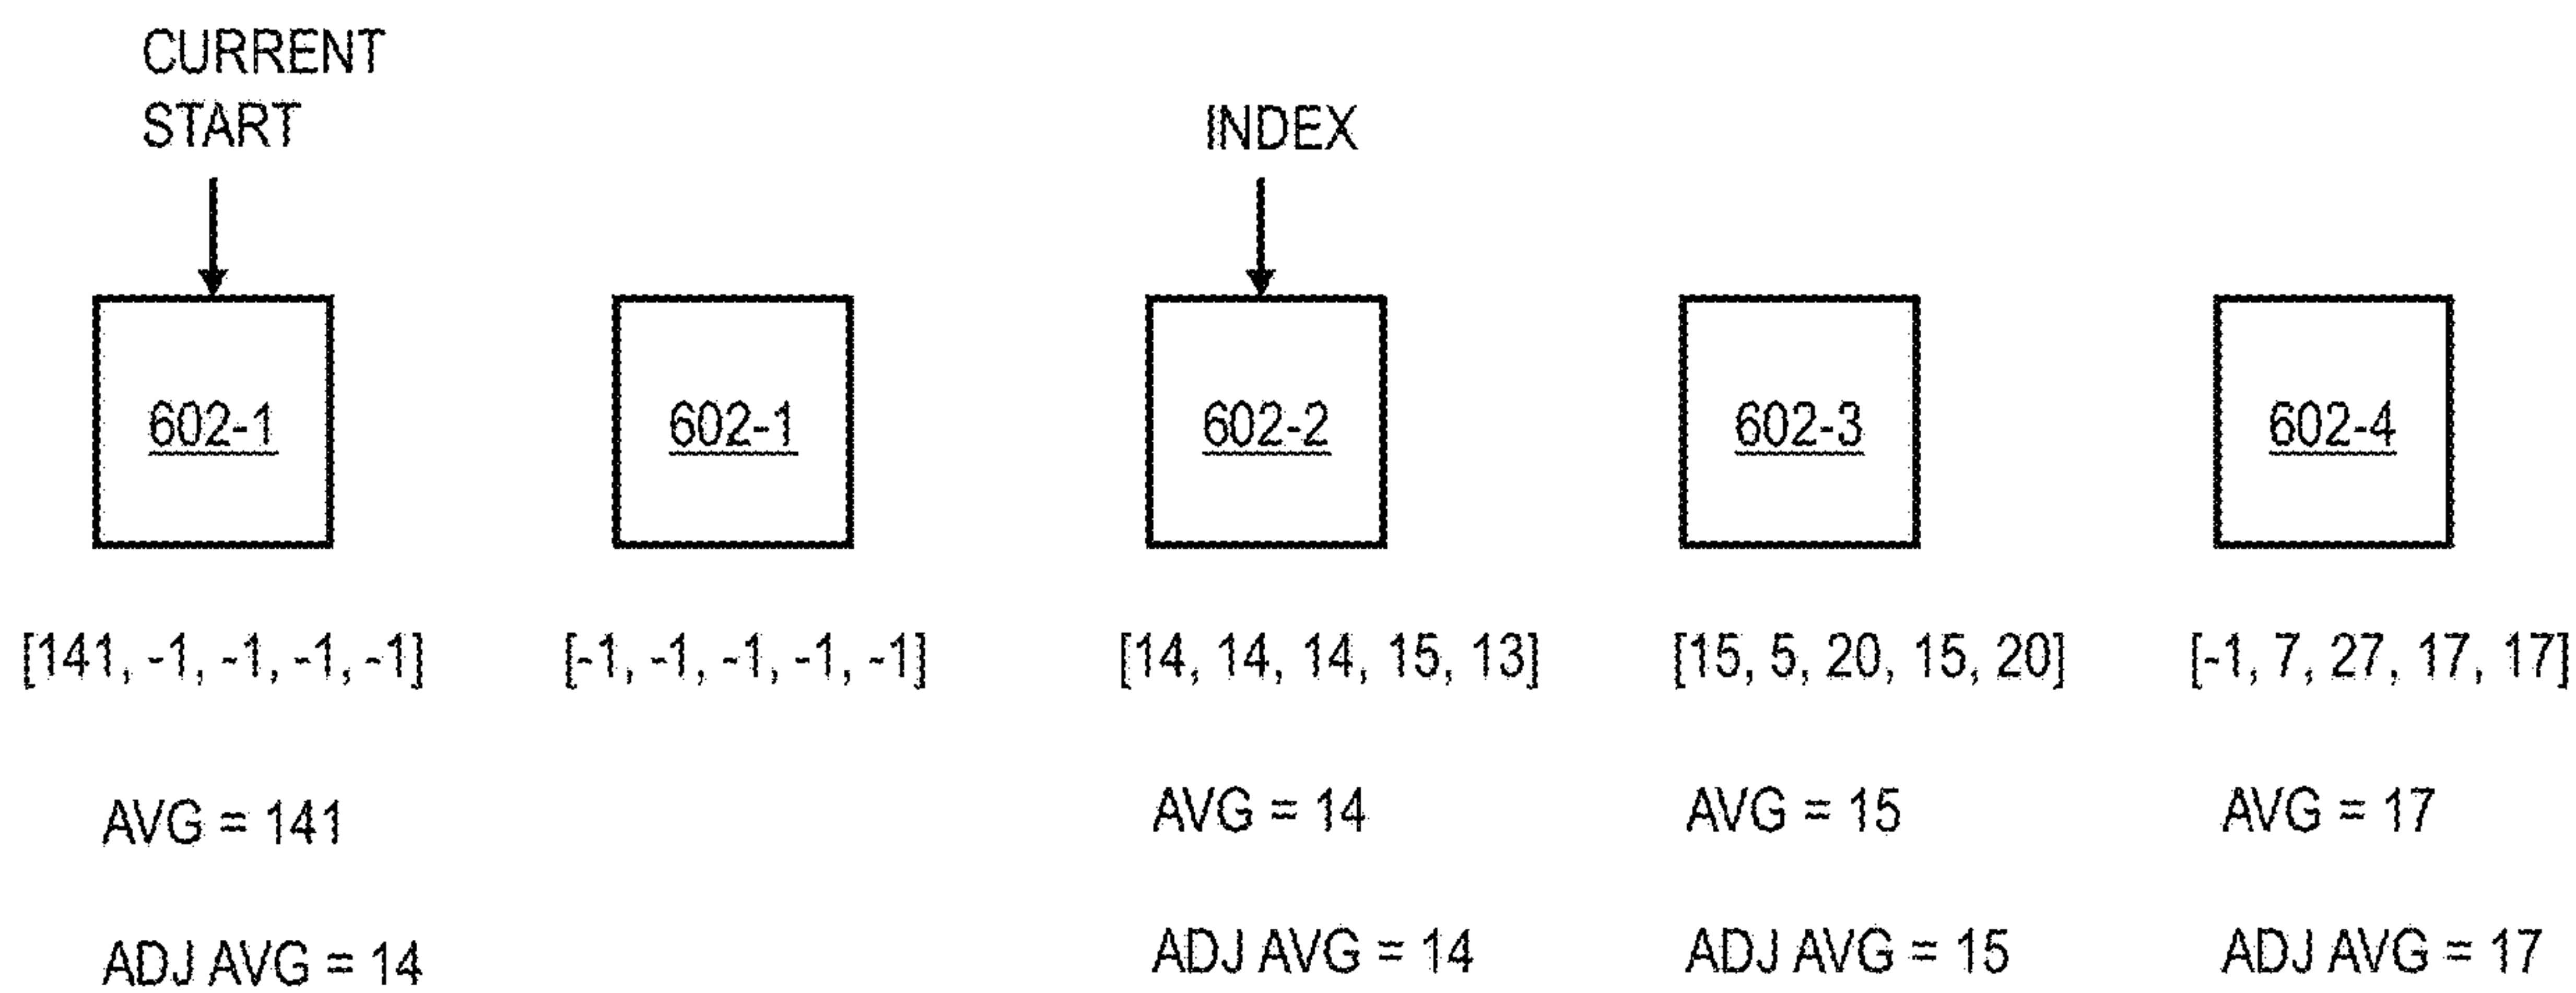 CURRENT
START
INDEX
602-1
602-1
602-2
602-3
602-4
[141, -1, -1, -1, -1]
[-1, -1, -1, -1, -1]
[14, 14, 14, 15, 13]
[15, 5, 20, 15, 20]
[-1, 7, 27, 17, 17]
AVG = 141
AVG = 14
AVG = 15
AVG = 17
ADJ AVG = 14
ADJ AVG = 14
ADJ AVG = 15
ADJ AVG = 17